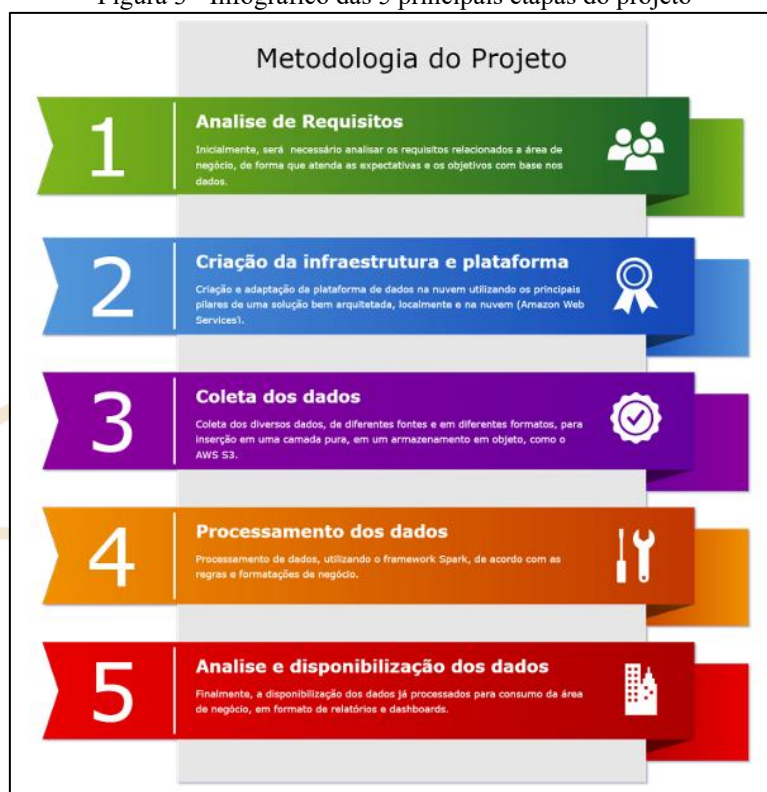 Figura 3 - Infográfico das 5 principais etapas do projeto
Metodologia do Projeto
1
Analise de Requisitos
Inicialmente, será necessário analisar os requisitos relacionados a área de
negócio, de forma que atenda as expectativas e os objetivos com base nos
dados.
2
Criação da infraestrutura e plataforma
Criação e adaptação da plataforma de dados na nuvem utilizando os principais
pilares de uma solução bem arquitetada, localmente e na nuvem (Amazon Web
Services).
3
Coleta dos dados
Coleta dos diversos dados, de diferentes fontes e em diferentes formatos, para
inserção em uma camada pura, em um armazenamento em objeto, como o
AWS S3.
4
Processamento dos dados
Processamento de dados, utilizando o framework Spark, de acordo com as
regras e formatações de negócio.
5
Analise e disponibilização dos dados
Finalmente, a disponibilização dos dados já processados para consumo da área
de negócio, em formato de relatórios e dashboards.